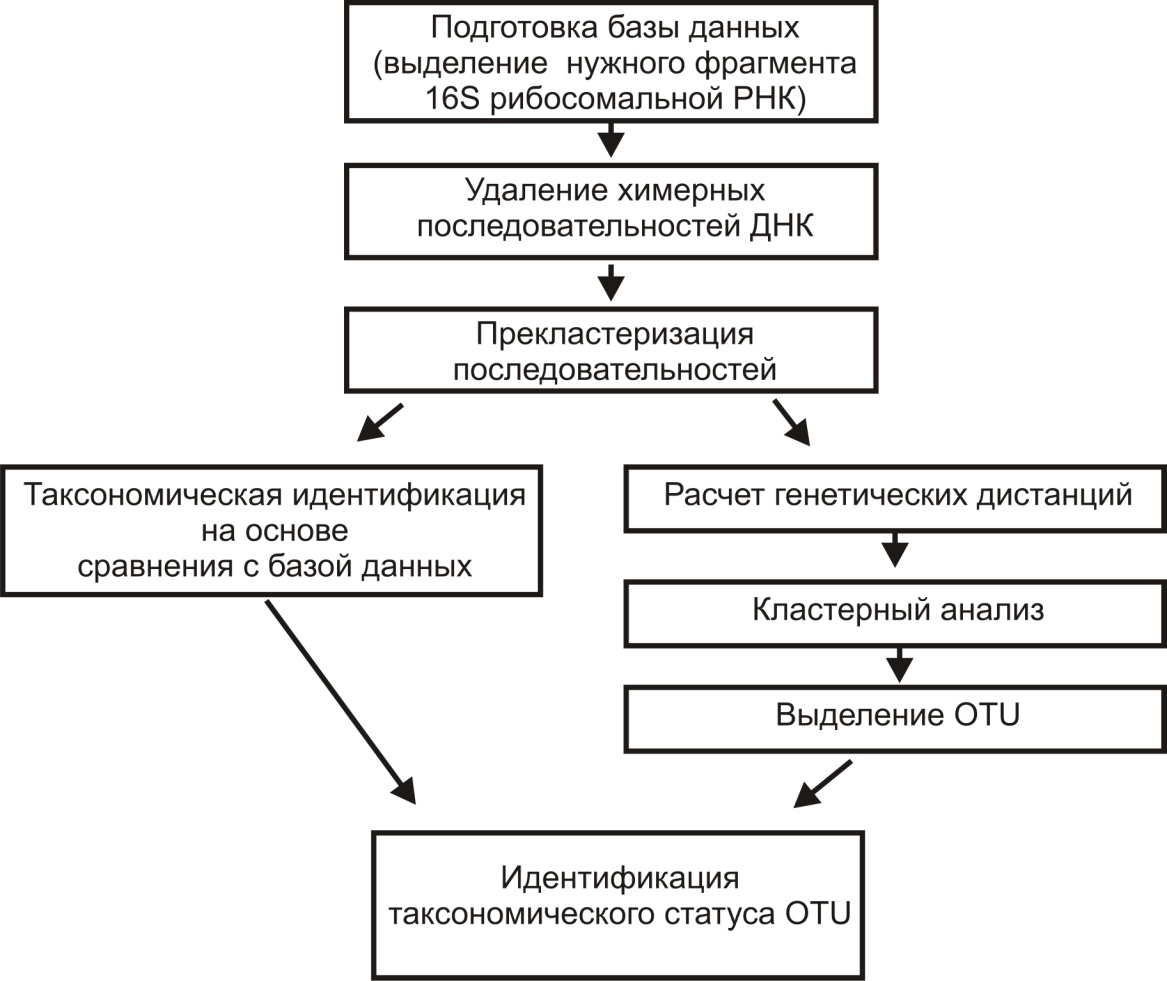 Подготовка базы данных
(выделение нужного фрагмента
16S рибосомальной РНК)
Удаление химерных
последовательностей ДНК
Прекластеризация
последовательностей
Таксономическая идентификация
на основе
сравнения с базой данных
Расчет генетических дистанций
Кластерный анализ
Выделение OTU
Идентификация
таксономического статуса OTU